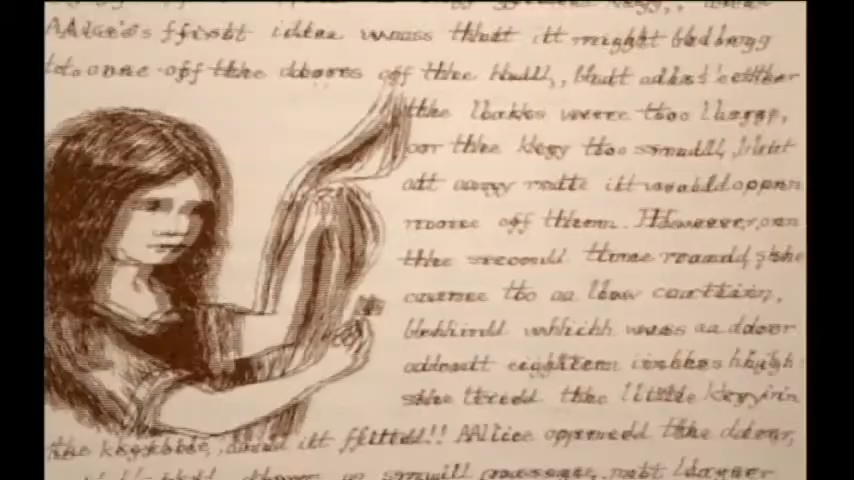 Alice's first idea was that it might belong
to one of the doors of the hall, but alas! either
the locks were too large,
or the key too small, but
at any rate it would open
none of them. However, on
the second time round, she
came to a low curtain,
behind which was a door
about eighteen inches high:
she tried the little key in
the keyhole, and it fitted! Alice opened the door,
down a small passage, not larger